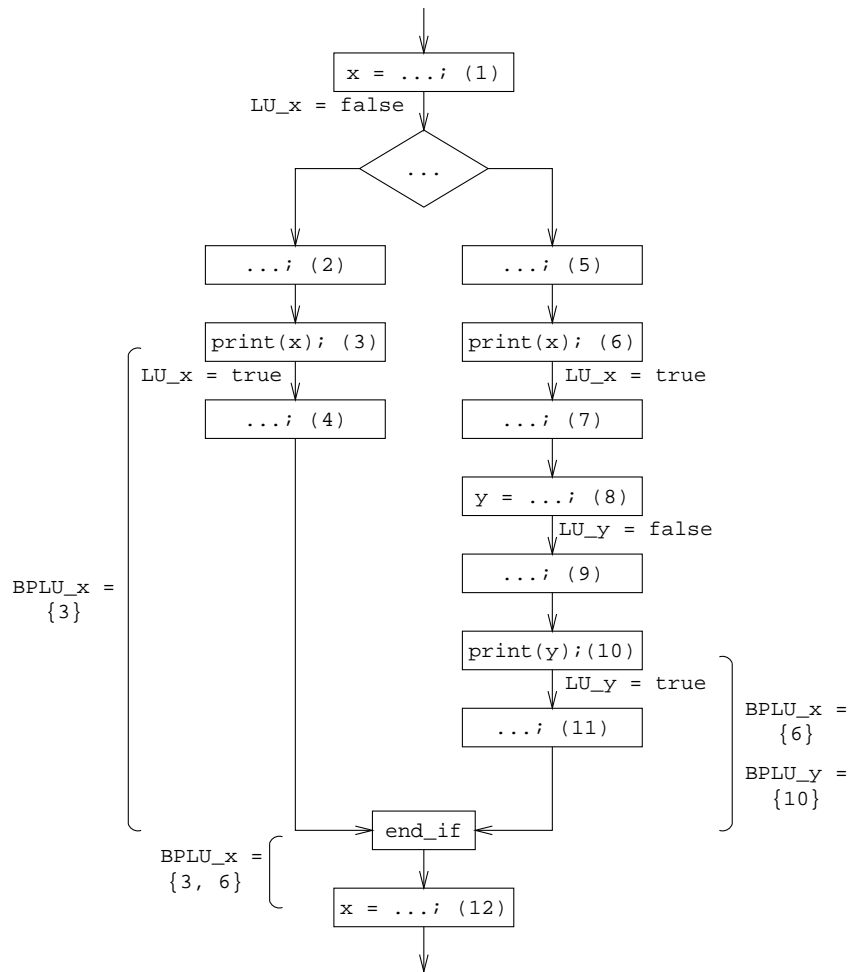 x = ...; (1)
LU_x = false
...
...; (2)
...; (5)
print(x); (3)
print(x); (6)
LU_x = true
LU_x = true
...; (4)
...; (7)
y = ...; (8)
LU_y = false
...; (9)
BPLU_x =
{3}
print(y);(10)
LU_y = true
...; (11)
BPLU_x =
{6}
BPLU_y =
{10}
end_if
BPLU_x =
{3, 6}
x = ...; (12)